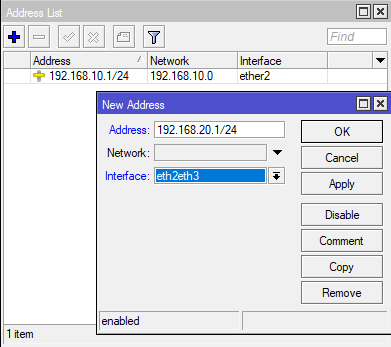 Address List
Find
Address Network Interface
192.168.10.1/24 192.168.10.0 ether2
New Address
Address: 192.168.20.1/24
Network:
Interface: eth2eth3
OK
Cancel
Apply
Disable
Comment
Copy
Remove
enabled
1 item